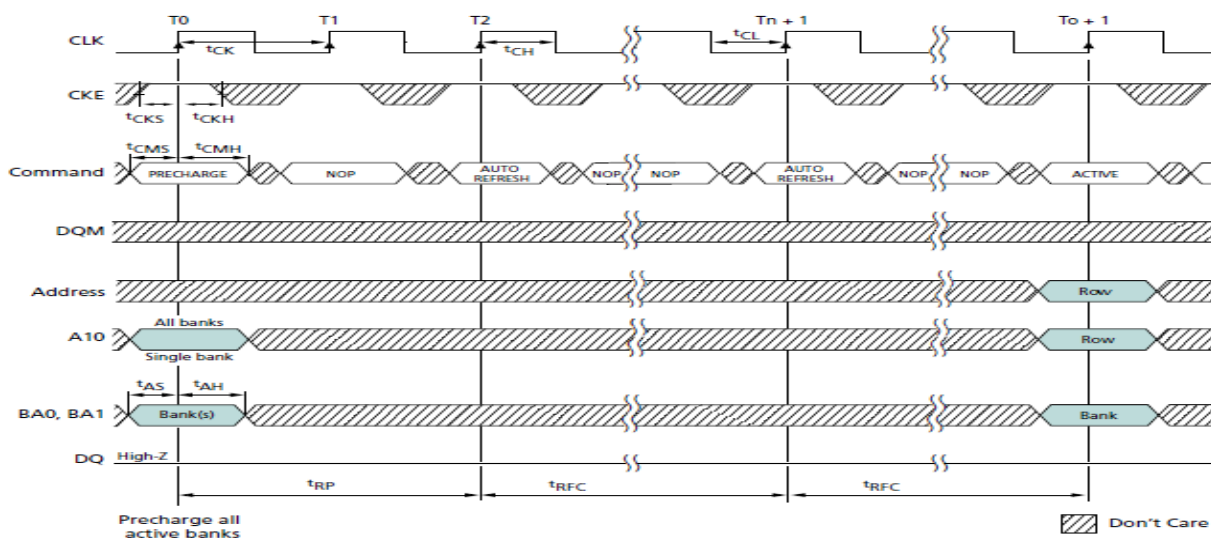 T0 T1 T2 Tn + 1 To + 1
CLK
tCK tCH tCL
CKE
tCKS tCKH
tCMS tCMH
Command PRECHARGE NOP AUTO REFRESH NOP NOP AUTO REFRESH NOP NOP ACTIVE
DQM
Address Row
All banks
A10 Row
Single bank
tAS tAH
BA0, BA1 Bank(s) Bank
DQ High-Z
tRP tRFC tRFC
Precharge all
active banks
Don't Care